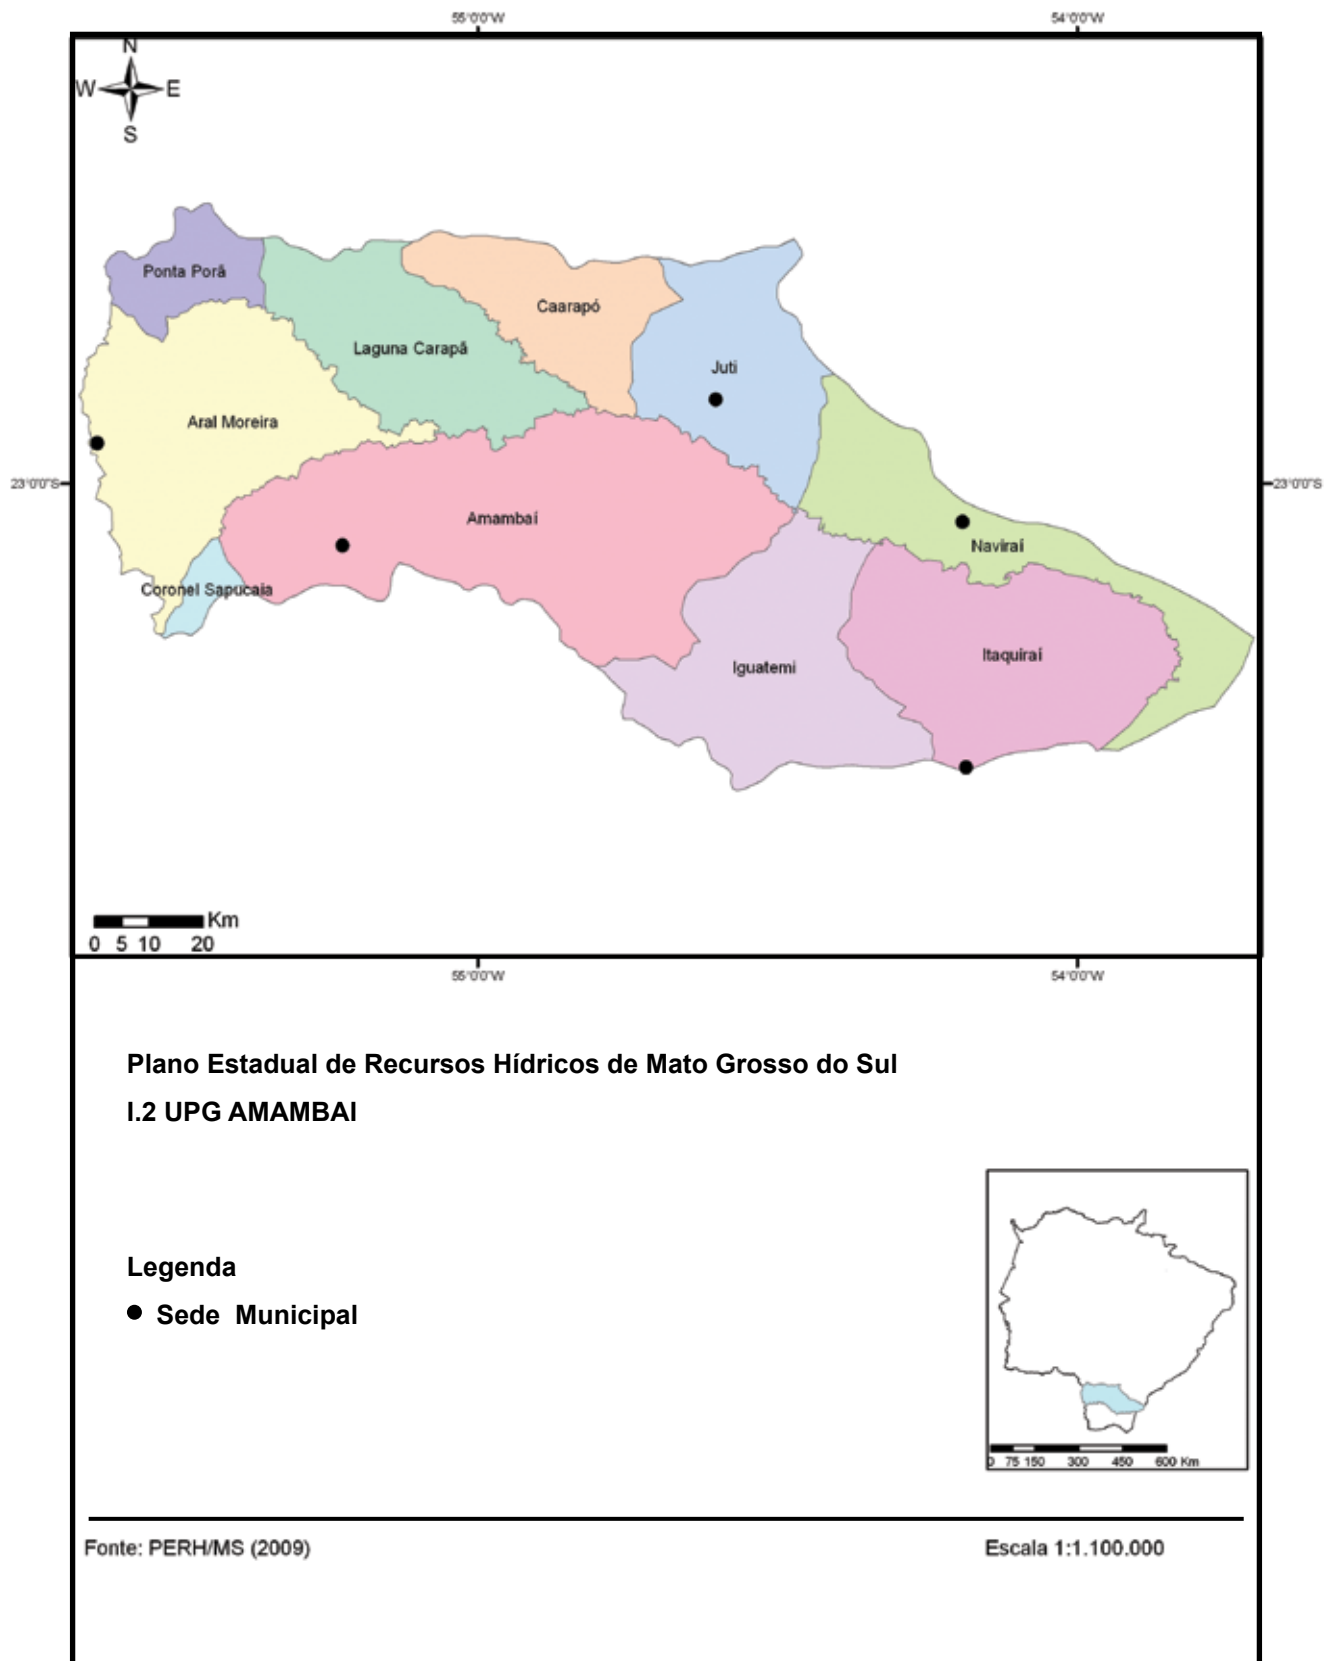 55°0'0"W 54°0'0"W
N
W E
S
Ponta Porã
Caarapó
Laguna Carapã
Juti
Aral Moreira
23°0'0"S 23°0'0"S
Amambaí
Naviraí
Coronel Sapucaia
Itaquiraí
Iguatemi
Km
0 5 10 20
55°0'0"W 54°0'0"W
Plano Estadual de Recursos Hídricos de Mato Grosso do Sul
I.2 UPG AMAMBAI
Legenda
Sede Municipal
0 75 150 300 450 600 Km
Fonte: PERH/MS (2009) Escala 1:1.100.000